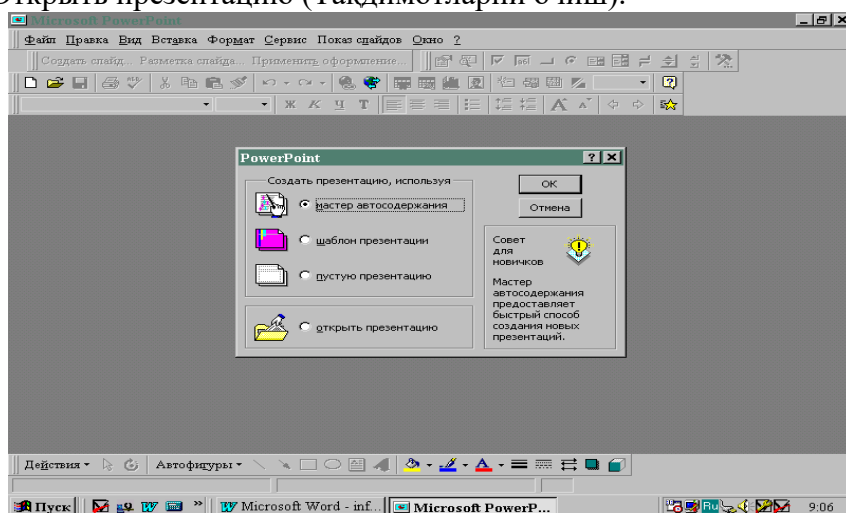 Открыть презентацию (Тақдимотларни очиш).
Microsoft PowerPoint
Файл Правка Вид Вставка Формат Сервис Показ слайдов Окно ?
Создать слайд... Разметка слайда... Применить оформление...
Ж К Ч Т
PowerPoint
Создать презентацию, используя
мастер автосодержания
шаблон презентации
пустую презентацию
открыть презентацию
ОК
Отмена
Совет
для
новичков
Мастер
автосодержания
предоставляет
быстрый способ
создания новых
презентаций.
Действия Автофигуры
Пуск » Microsoft Word - inf... Microsoft PowerP... Ru 9:06